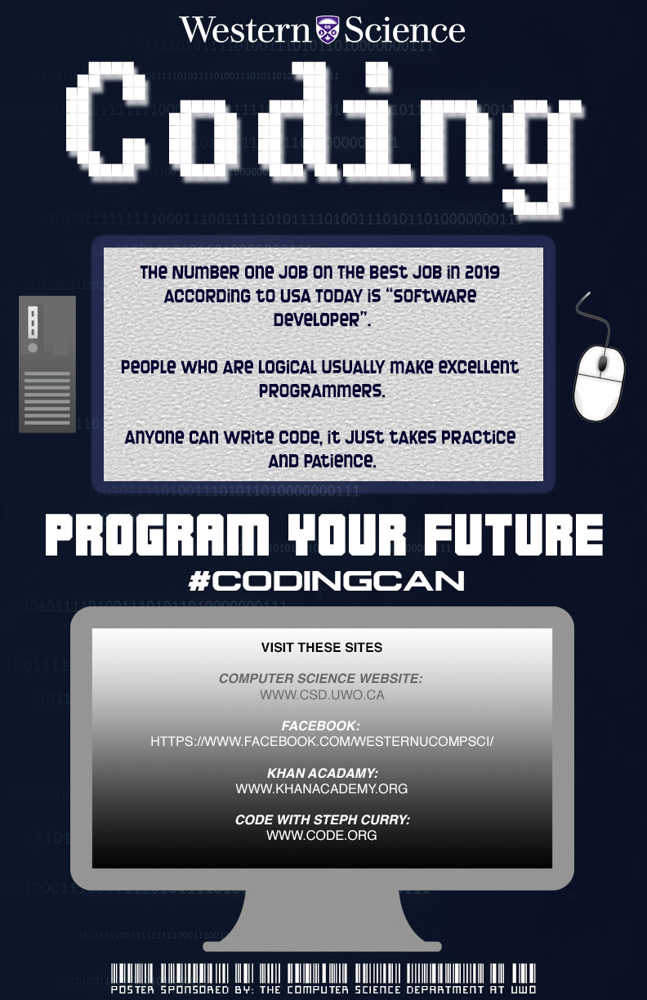 Western Science
Coding
THE NUMBER ONE JOB ON THE BEST JOB IN 2019
ACCORDING TO USA TODAY IS “SOFTWARE
DEVELOPER”.
PEOPLE WHO ARE LOGICAL USUALLY MAKE EXCELLENT
PROGRAMMERS.
ANYONE CAN WRITE CODE, IT JUST TAKES PRACTICE
AND PATIENCE.
PROGRAM YOUR FUTURE
#CODINGCAN
VISIT THESE SITES
COMPUTER SCIENCE WEBSITE:
WWW.CSD.UWO.CA
FACEBOOK:
HTTPS://WWW.FACEBOOK.COM/WESTERNUCOMPSCI/
KHAN ACADAMY:
WWW.KHANACADEMY.ORG
CODE WITH STEPH CURRY:
WWW.CODE.ORG
POSTER SPONSORED BY: THE COMPUTER SCIENCE DEPARTMENT AT UWO